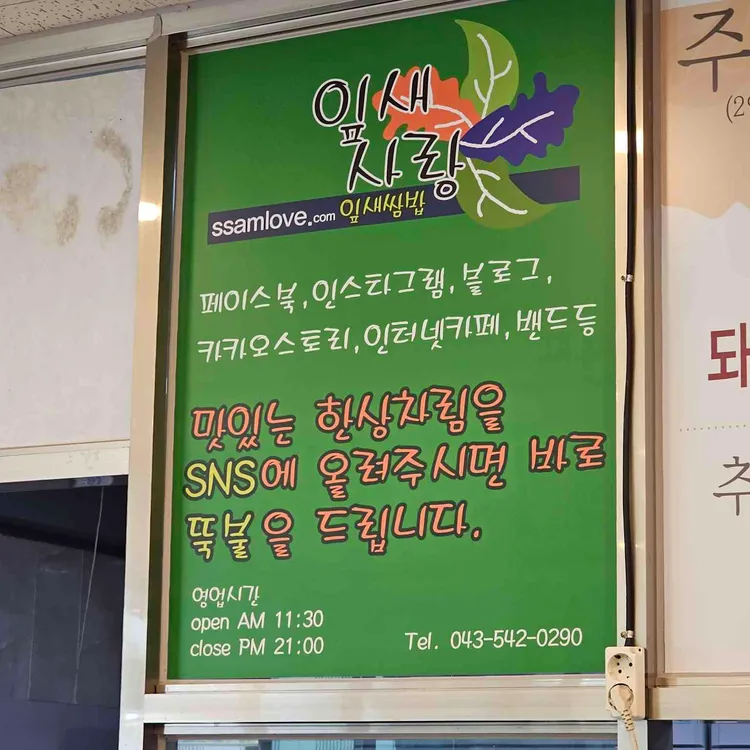 잎새
사랑
ssamlove.com 잎새쌈밥
페이스북, 인스타그램, 블로그,
카카오스토리, 인터넷카페, 밴드등
맛있는 한상차림을
SNS에 올려주시면 바로
뚝불을 드립니다.
영업시간
open AM 11:30
close PM 21:00
Tel. 043-542-0290
주
돼
추